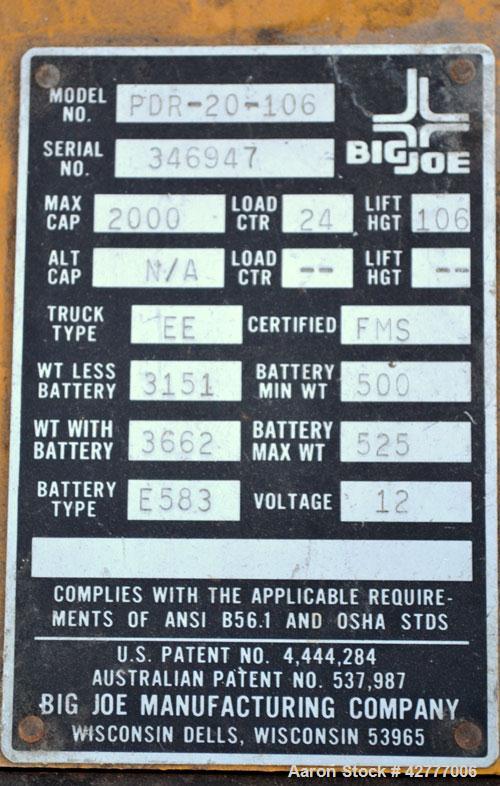 MODEL NO. PDR-20-106
SERIAL NO. 346947
BIG JOE
MAX CAP 2000 LOAD CTR 24 LIFT HGT 106
ALT CAP N/A LOAD CTR -- LIFT HGT --
TRUCK TYPE EE CERTIFIED FMS
WT LESS BATTERY 3151 BATTERY MIN WT 500
WT WITH BATTERY 3662 BATTERY MAX WT 525
BATTERY TYPE E583 VOLTAGE 12
COMPLIES WITH THE APPLICABLE REQUIRE-
MENTS OF ANSI B56.1 AND OSHA STDS
U.S. PATENT NO. 4,444,284
AUSTRALIAN PATENT NO. 537,987
BIG JOE MANUFACTURING COMPANY
WISCONSIN DELLS, WISCONSIN 53965
Aaron Stock # 42777006